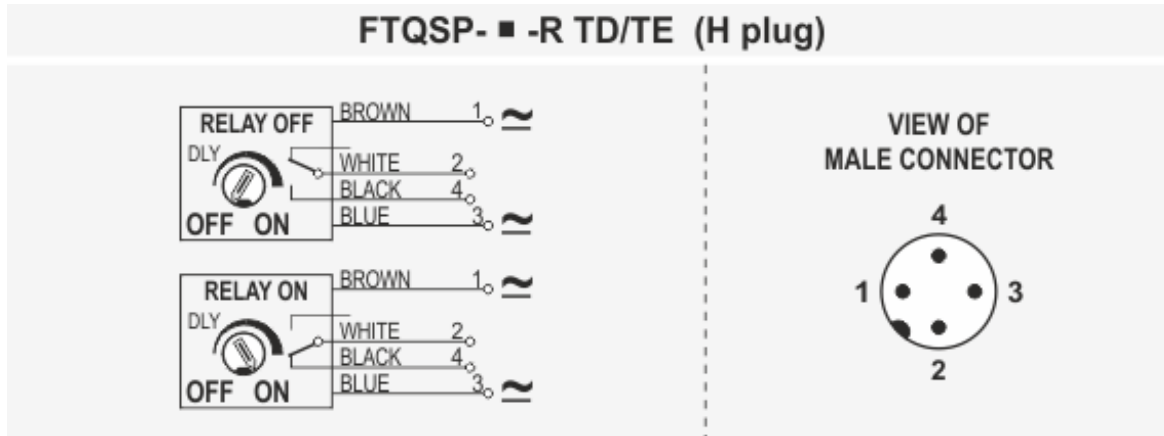 FTQSP- ■ -R TD/TE (H plug)
RELAY OFF
DLY
OFF ON
BROWN 1
WHITE 2
BLACK 4
BLUE 3
RELAY ON
DLY
OFF ON
BROWN 1
WHITE 2
BLACK 4
BLUE 3
VIEW OF
MALE CONNECTOR
4
1 3
2